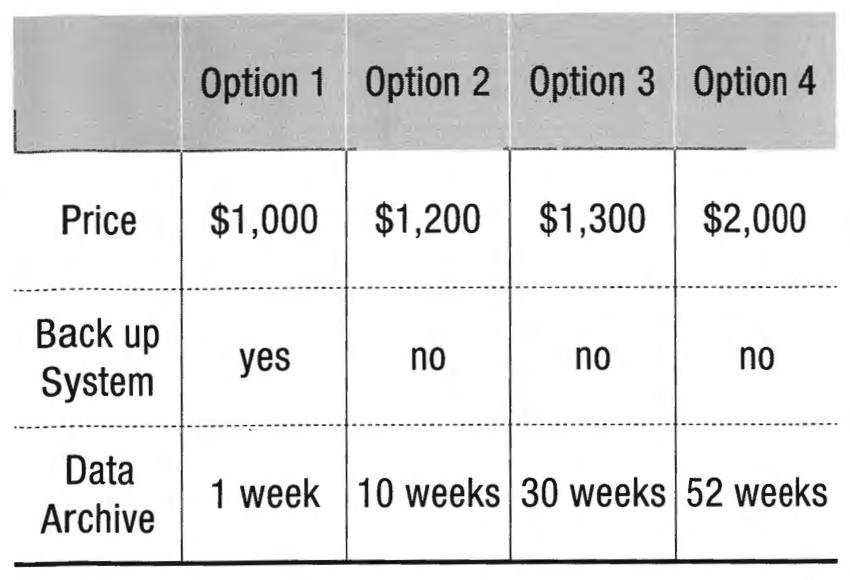 Option 1 Option 2 Option 3 Option 4
Price $1,000 $1,200 $1,300 $2,000
Back up
System yes no no no
Data
Archive 1 week 10 weeks 30 weeks 52 weeks